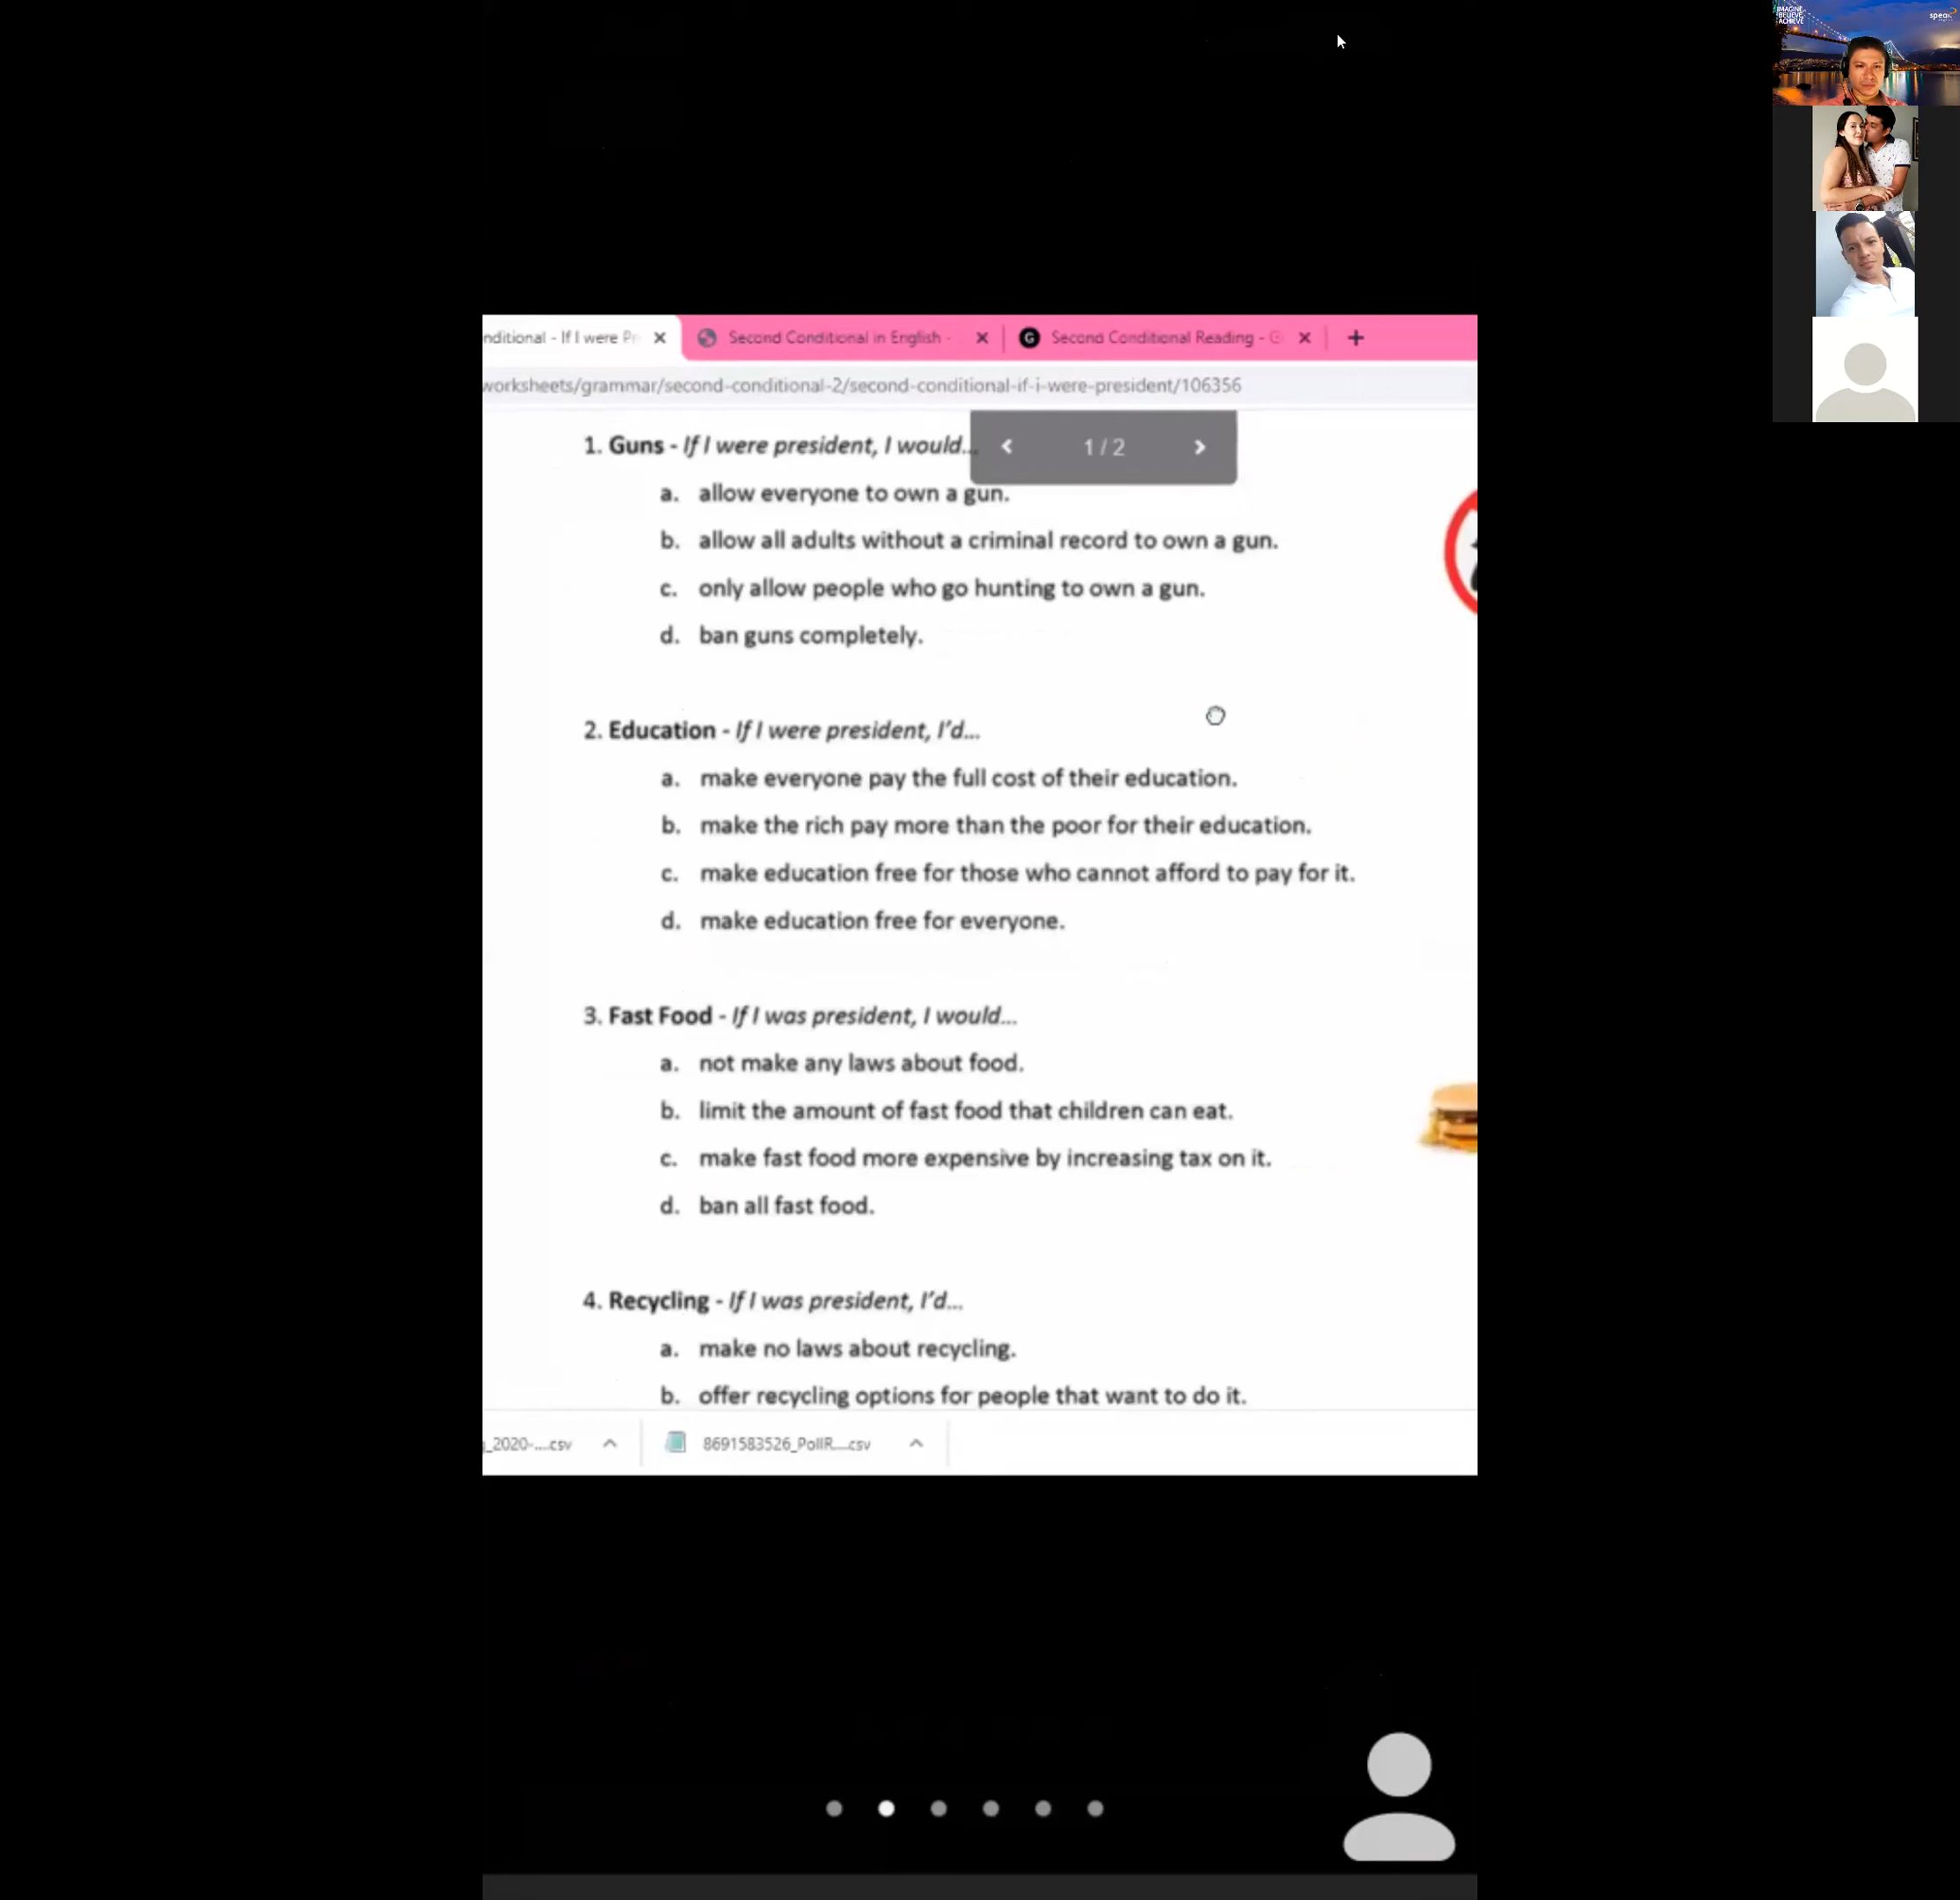 IMAGINE
BELIEVE
ACHIEVE
speak
nditional - If I were Pr
Second Conditional in English -
Second Conditional Reading - G
worksheets/grammar/second-conditional-2/second-conditional-if-i-were-president/106356
1 / 2
1. Guns - If I were president, I would...
a. allow everyone to own a gun.
b. allow all adults without a criminal record to own a gun.
c. only allow people who go hunting to own a gun.
d. ban guns completely.
2. Education - If I were president, I'd...
a. make everyone pay the full cost of their education.
b. make the rich pay more than the poor for their education.
c. make education free for those who cannot afford to pay for it.
d. make education free for everyone.
3. Fast Food - If I was president, I would...
a. not make any laws about food.
b. limit the amount of fast food that children can eat.
c. make fast food more expensive by increasing tax on it.
d. ban all fast food.
4. Recycling - If I was president, I'd...
a. make no laws about recycling.
b. offer recycling options for people that want to do it.
_2020-....csv
8691583526_PollR....csv